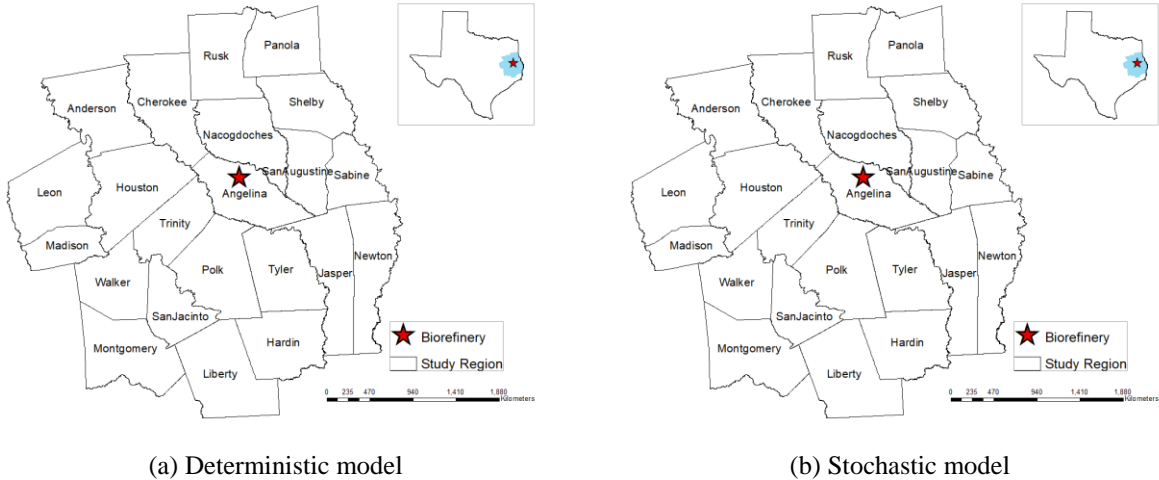 Panola
Rusk
Anderson
Cherokee
Shelby
Nacogdoches
SanAugustine
Sabine
Leon
Houston
Angelina
Trinity
Madison
Newton
Polk
Tyler
Jasper
Walker
SanJacinto
Biorefinery
Hardin
Montgomery
Study Region
Liberty
0 235 470 940 1,410 1,880
Kilometers
(a) Deterministic model
Panola
Rusk
Anderson
Cherokee
Shelby
Nacogdoches
SanAugustine
Sabine
Leon
Houston
Angelina
Trinity
Madison
Newton
Polk
Tyler
Jasper
Walker
SanJacinto
Biorefinery
Hardin
Montgomery
Study Region
Liberty
0 235 470 940 1,410 1,880
Kilometers
(b) Stochastic model